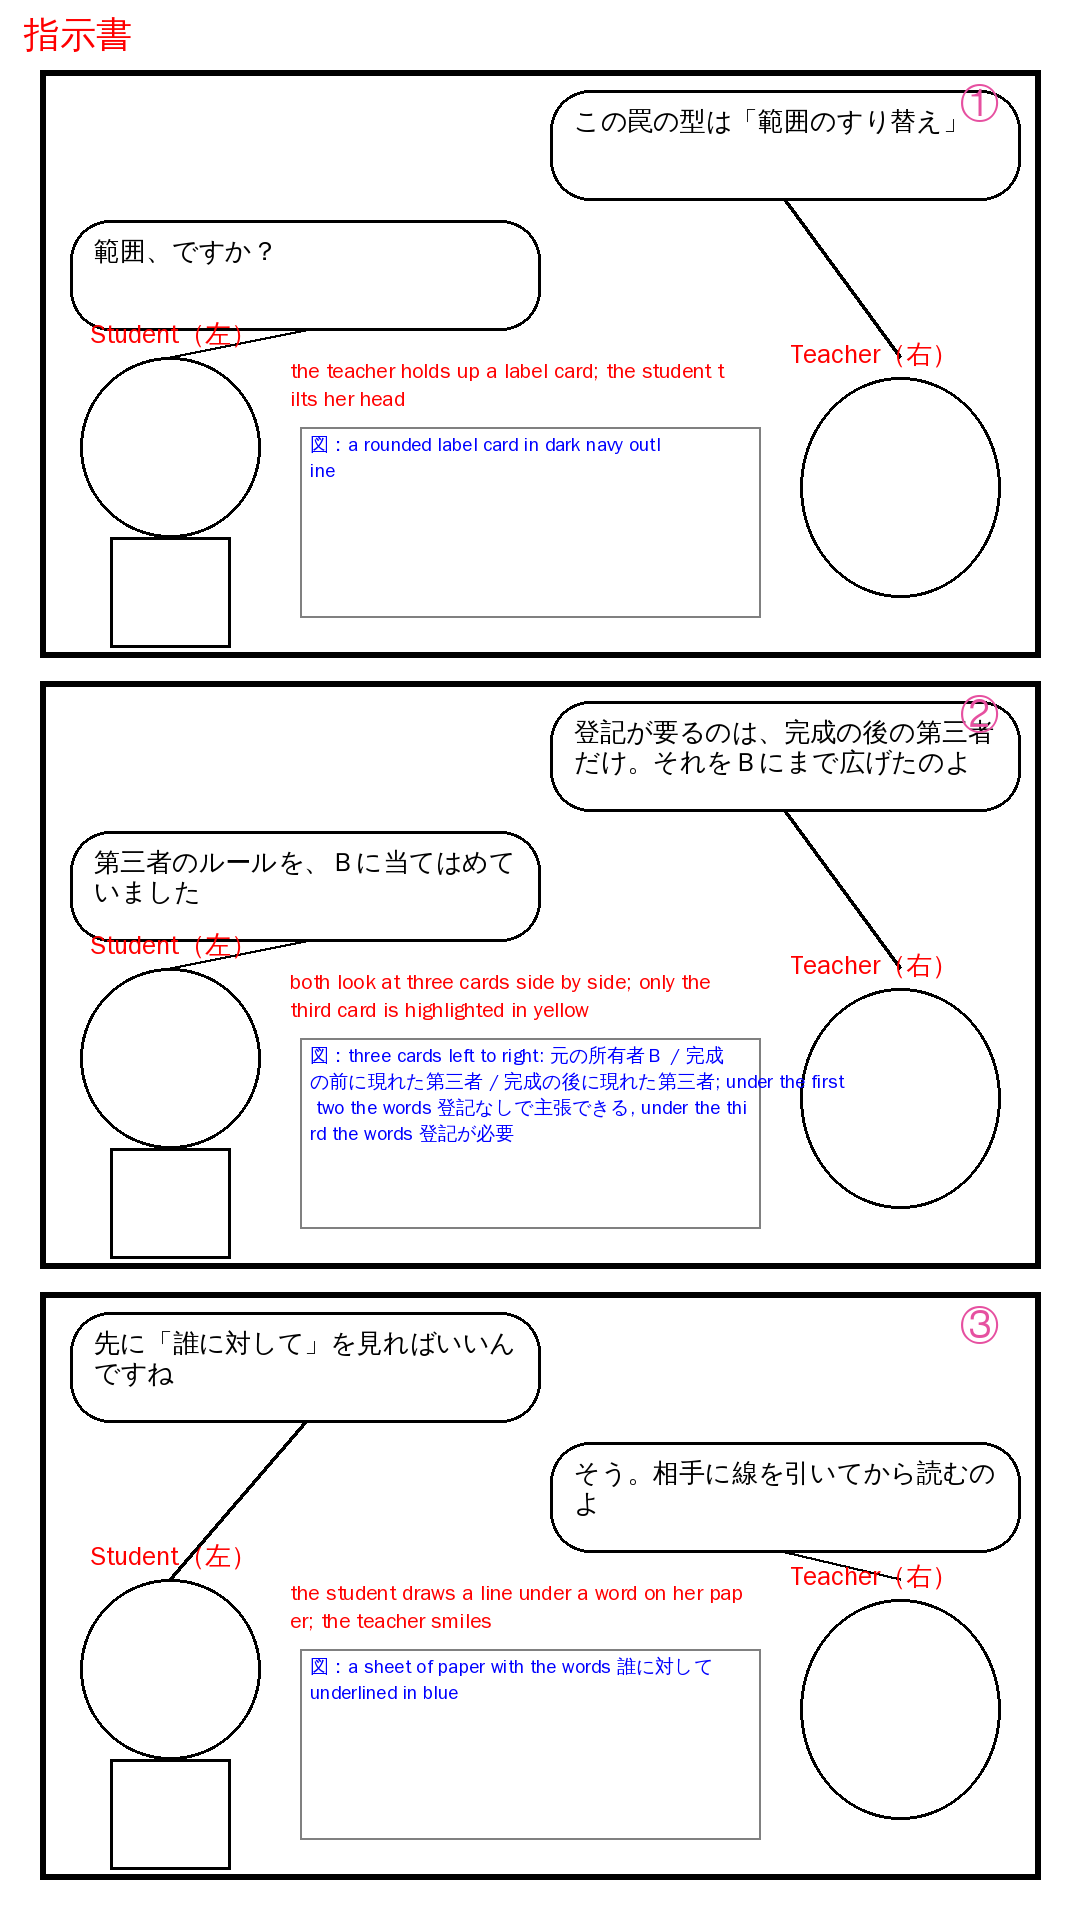 指示書
①
この罠の型は「範囲のすり替え」
範囲、ですか？
Student（左）
Teacher（右）
the teacher holds up a label card; the student t
ilts her head
図：a rounded label card in dark navy outl
ine
②
登記が要るのは、完成の後の第三者
だけ。それをＢにまで広げたのよ
第三者のルールを、Ｂに当てはめて
いました
Student（左）
Teacher（右）
both look at three cards side by side; only the
third card is highlighted in yellow
図：three cards left to right: 元の所有者Ｂ / 完成
の前に現れた第三者 / 完成の後に現れた第三者; under the first
two the words 登記なしで主張できる, under the thi
rd the words 登記が必要
③
先に「誰に対して」を見ればいいん
ですね
そう。相手に線を引いてから読むの
よ
Student（左）
Teacher（右）
the student draws a line under a word on her pap
er; the teacher smiles
図：a sheet of paper with the words 誰に対して
underlined in blue